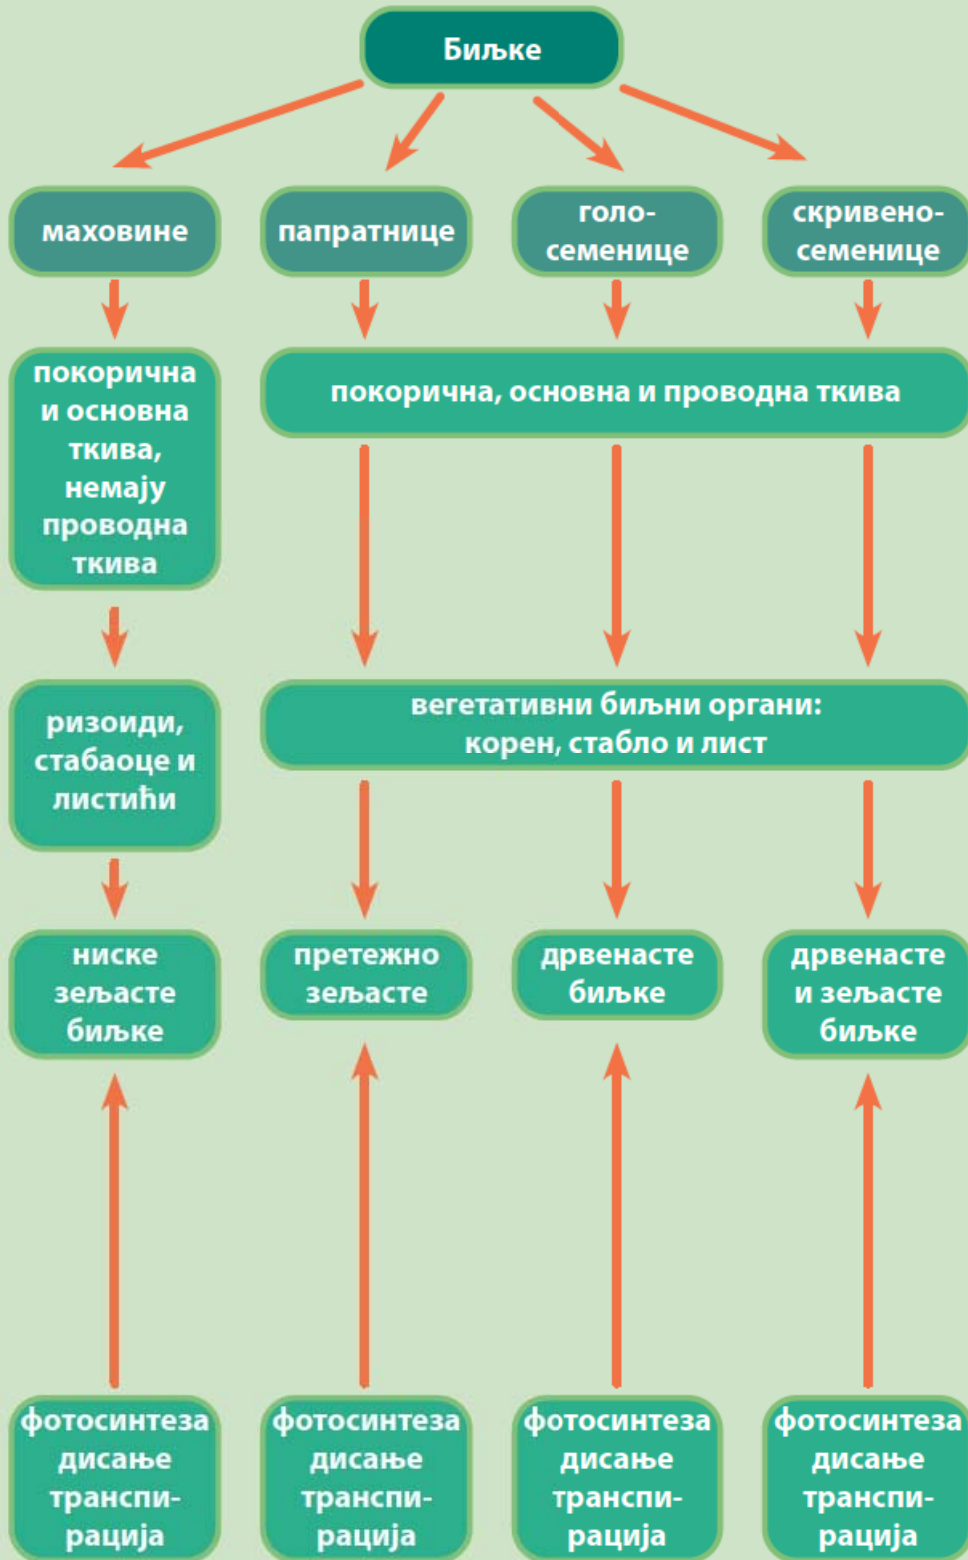 Биљке
маховине
папратнице
голо-
семенице
скривено-
семенице
покорична
и основна
ткива,
немају
проводна
ткива
покорична, основна и проводна ткива
ризоиди,
стабаоце и
листићи
вегетативни биљни органи:
корен, стабло и лист
ниске
зељасте
биљке
претежно
зељасте
дрвенасте
биљке
дрвенасте
и зељасте
биљке
фотосинтеза
дисање
транспи-
рација
фотосинтеза
дисање
транспи-
рација
фотосинтеза
дисање
транспи-
рација
фотосинтеза
дисање
транспи-
рација